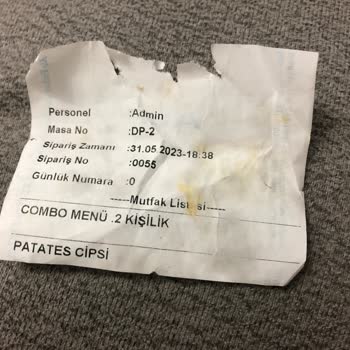 Personel :Admin
Masa No :DP-2
Sipariş Zamanı :31.05 2023-18:38
Sipariş No :0055
Günlük Numara :0
-----Mutfak Listesi-----
COMBO MENÜ .2 KİŞİLİK
PATATES CİPSİ